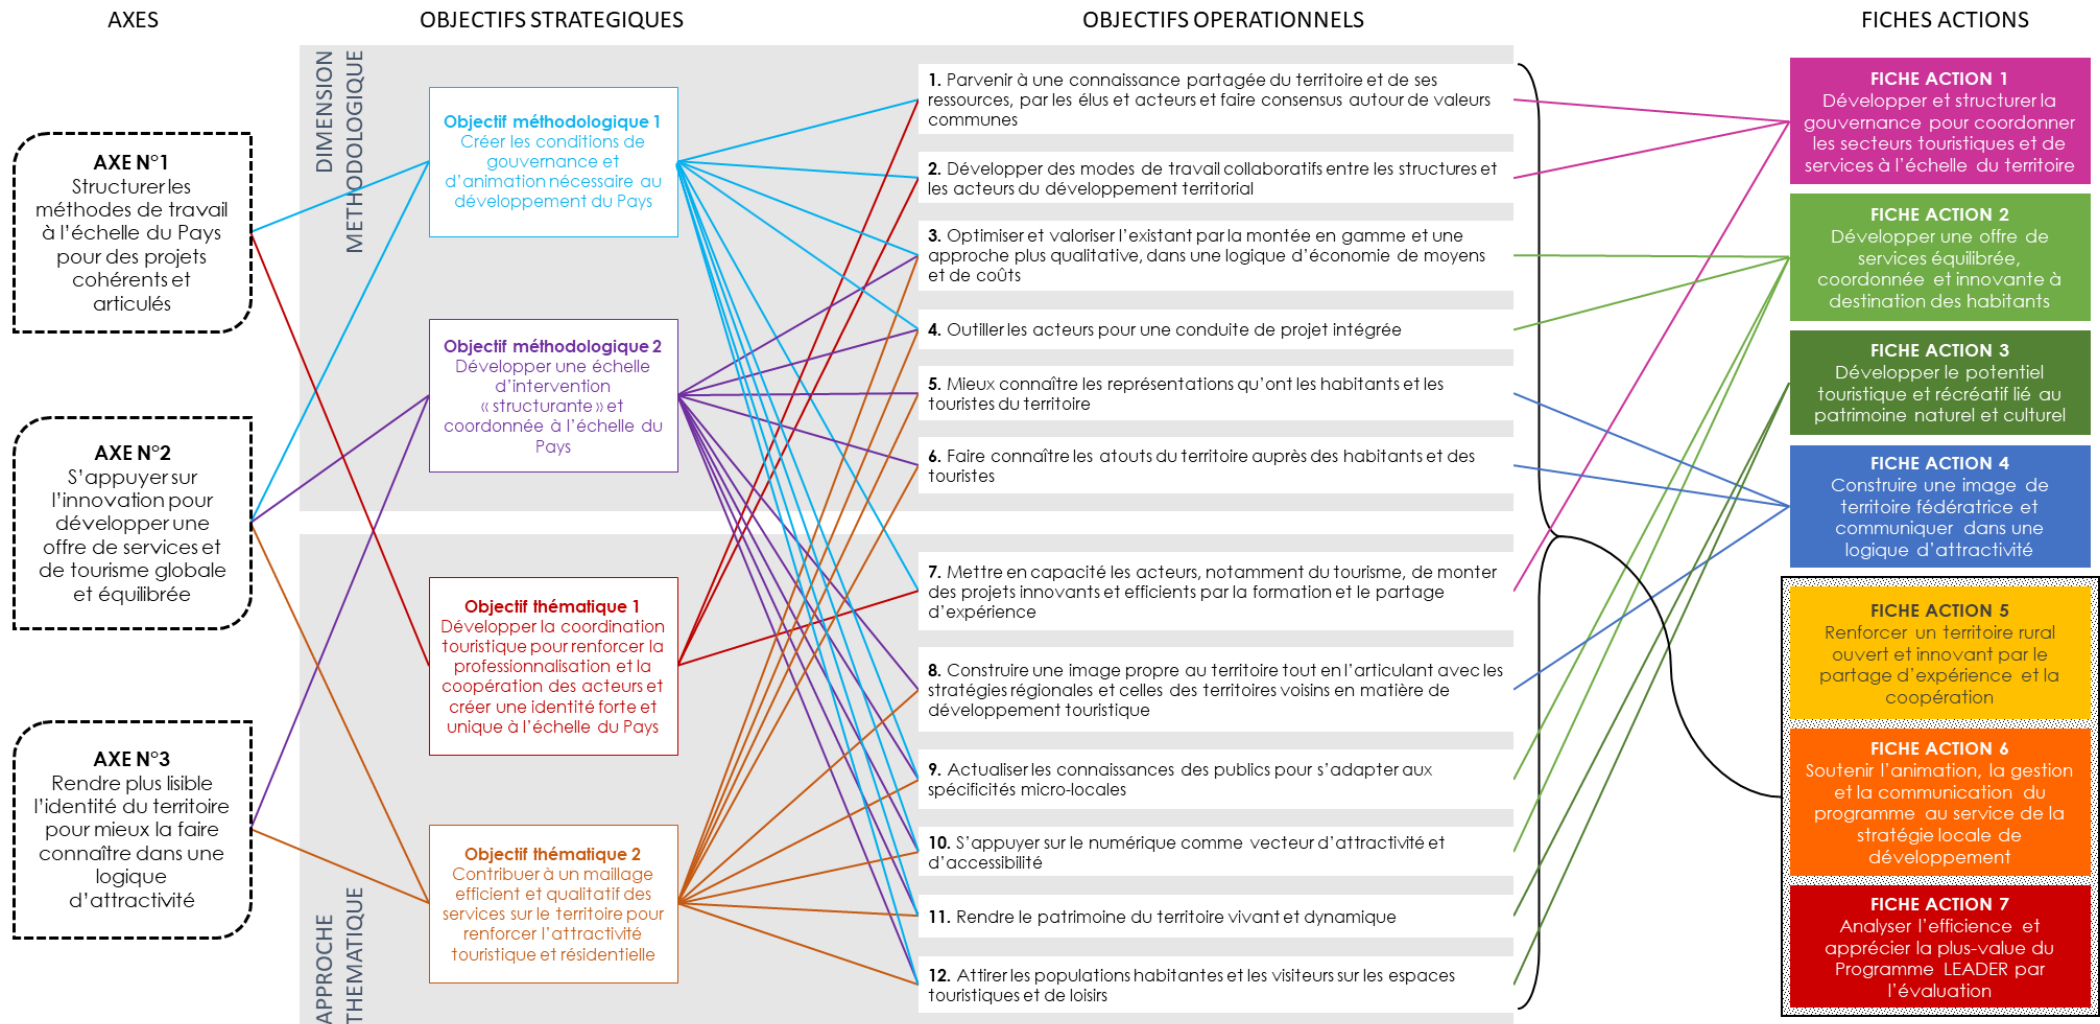 AXES
OBJECTIFS STRATEGIQUES
OBJECTIFS OPERATIONNELS
FICHES ACTIONS
AXE N°1
Structurer les
méthodes de travail
à l'échelle du Pays
pour des projets
cohérents et
articulés
AXE N°2
S'appuyer sur
l'innovation pour
développer une
offre de services et
de tourisme globale
et équilibrée
AXE N°3
Rendre plus lisible
l'identité du territoire
pour mieux la faire
connaître dans une
logique
d'attractivité
DIMENSION
METHODOLOGIQUE
Objectif méthodologique 1
Créer les conditions de
gouvernance et
d'animation nécessaire au
développement du Pays
Objectif méthodologique 2
Développer une échelle
d'intervention
« structurante » et
coordonnée à l'échelle du
Pays
APPROCHE
THEMATIQUE
Objectif thématique 1
Développer la coordination
touristique pour renforcer la
professionnalisation et la
coopération des acteurs et
créer une identité forte et
unique à l'échelle du Pays
Objectif thématique 2
Contribuer à un maillage
efficient et qualitatif des
services sur le territoire pour
renforcer l'attractivité
touristique et résidentielle
1. Parvenir à une connaissance partagée du territoire et de ses
ressources, par les élus et acteurs et faire consensus autour de valeurs
communes
2. Développer des modes de travail collaboratifs entre les structures et
les acteurs du développement territorial
3. Optimiser et valoriser l'existant par la montée en gamme et une
approche plus qualitative, dans une logique d'économie de moyens
et de coûts
4. Outiller les acteurs pour une conduite de projet intégrée
5. Mieux connaître les représentations qu'ont les habitants et les
touristes du territoire
6. Faire connaître les atouts du territoire auprès des habitants et des
touristes
7. Mettre en capacité les acteurs, notamment du tourisme, de monter
des projets innovants et efficients par la formation et le partage
d'expérience
8. Construire une image propre au territoire tout en l'articulant avec les
stratégies régionales et celles des territoires voisins en matière de
développement touristique
9. Actualiser les connaissances des publics pour s'adapter aux
spécificités micro-locales
10. S'appuyer sur le numérique comme vecteur d'attractivité et
d'accessibilité
11. Rendre le patrimoine du territoire vivant et dynamique
12. Attirer les populations habitantes et les visiteurs sur les espaces
touristiques et de loisirs
FICHE ACTION 1
Développer et structurer la
gouvernance pour coordonner
les secteurs touristiques et de
services à l'échelle du territoire
FICHE ACTION 2
Développer une offre de
services équilibrée,
coordonnée et innovante à
destination des habitants
FICHE ACTION 3
Développer le potentiel
touristique et récréatif lié au
patrimoine naturel et culturel
FICHE ACTION 4
Construire une image de
territoire fédératrice et
communiquer dans une
logique d'attractivité
FICHE ACTION 5
Renforcer un territoire rural
ouvert et innovant par le
partage d'expérience et la
coopération
FICHE ACTION 6
Soutenir l'animation, la gestion
et la communication du
programme au service de la
stratégie locale de
développement
FICHE ACTION 7
Analyser l'efficience et
apprécier la plus-value du
Programme LEADER par
l'évaluation